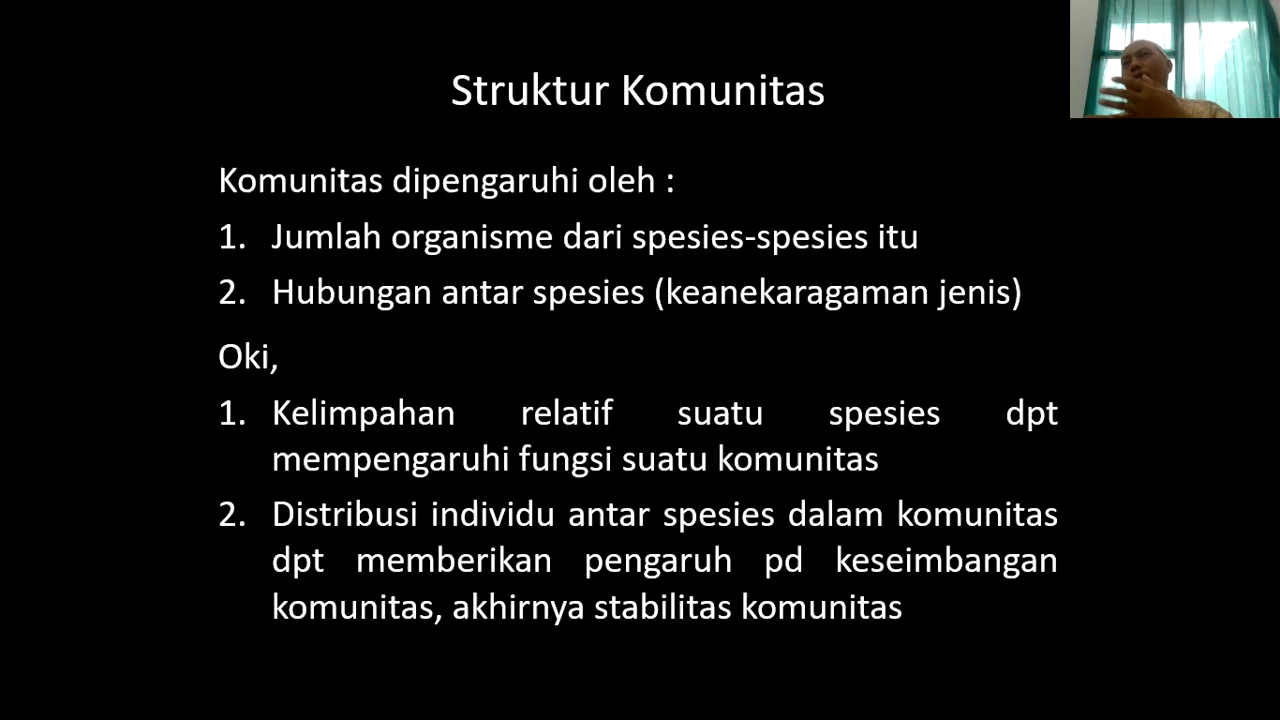 Struktur Komunitas
Komunitas dipengaruhi oleh :
1. Jumlah organisme dari spesies-spesies itu
2. Hubungan antar spesies (keanekaragaman jenis)
Oki,
1. Kelimpahan relatif suatu spesies dpt
mempengaruhi fungsi suatu komunitas
2. Distribusi individu antar spesies dalam komunitas
dpt memberikan pengaruh pd keseimbangan
komunitas, akhirnya stabilitas komunitas